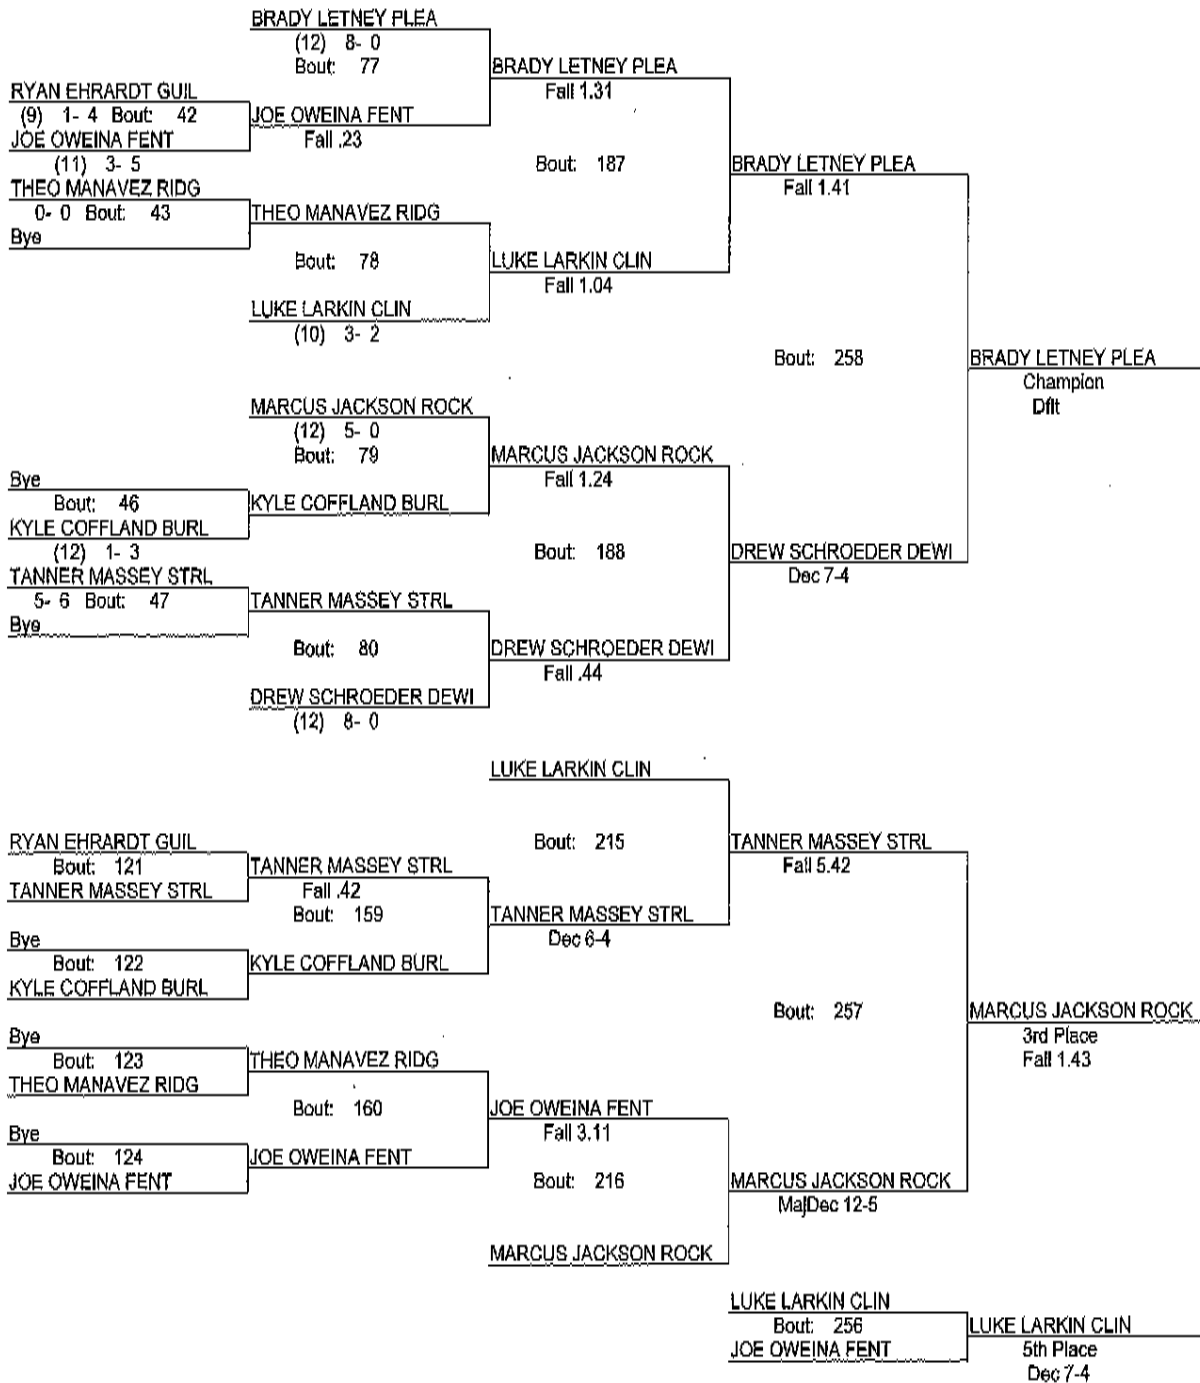 BRADY LETNEY PLEA
(12) 8- 0
Bout: 77
BRADY LETNEY PLEA
Fall 1.31
RYAN EHRARDT GUIL
(9) 1- 4 Bout: 42
JOE OWEINA FENT
(11) 3- 5
JOE OWEINA FENT
Fall .23
Bout: 187
BRADY LETNEY PLEA
Fall 1.41
THEO MANAVEZ RIDG
0- 0 Bout: 43
Bye
THEO MANAVEZ RIDG
Bout: 78
LUKE LARKIN CLIN
Fall 1.04
LUKE LARKIN CLIN
(10) 3- 2
Bout: 258
BRADY LETNEY PLEA
Champion
Dflt
MARCUS JACKSON ROCK
(12) 5- 0
Bout: 79
MARCUS JACKSON ROCK
Fall 1.24
Bye
Bout: 46
KYLE COFFLAND BURL
(12) 1- 3
KYLE COFFLAND BURL
Bout: 188
DREW SCHROEDER DEWI
Dec 7-4
TANNER MASSEY STRL
5- 6 Bout: 47
Bye
TANNER MASSEY STRL
Bout: 80
DREW SCHROEDER DEWI
Fall .44
DREW SCHROEDER DEWI
(12) 8- 0
LUKE LARKIN CLIN
Bout: 215
TANNER MASSEY STRL
Fall 5.42
RYAN EHRARDT GUIL
Bout: 121
TANNER MASSEY STRL
TANNER MASSEY STRL
Fall .42
Bout: 159
TANNER MASSEY STRL
Dec 6-4
Bye
Bout: 122
KYLE COFFLAND BURL
KYLE COFFLAND BURL
Bout: 257
MARCUS JACKSON ROCK
3rd Place
Fall 1.43
Bye
Bout: 123
THEO MANAVEZ RIDG
THEO MANAVEZ RIDG
Bout: 160
JOE OWEINA FENT
Fall 3.11
Bye
Bout: 124
JOE OWEINA FENT
JOE OWEINA FENT
Bout: 216
MARCUS JACKSON ROCK
MajDec 12-5
MARCUS JACKSON ROCK
LUKE LARKIN CLIN
Bout: 256
JOE OWEINA FENT
LUKE LARKIN CLIN
5th Place
Dec 7-4